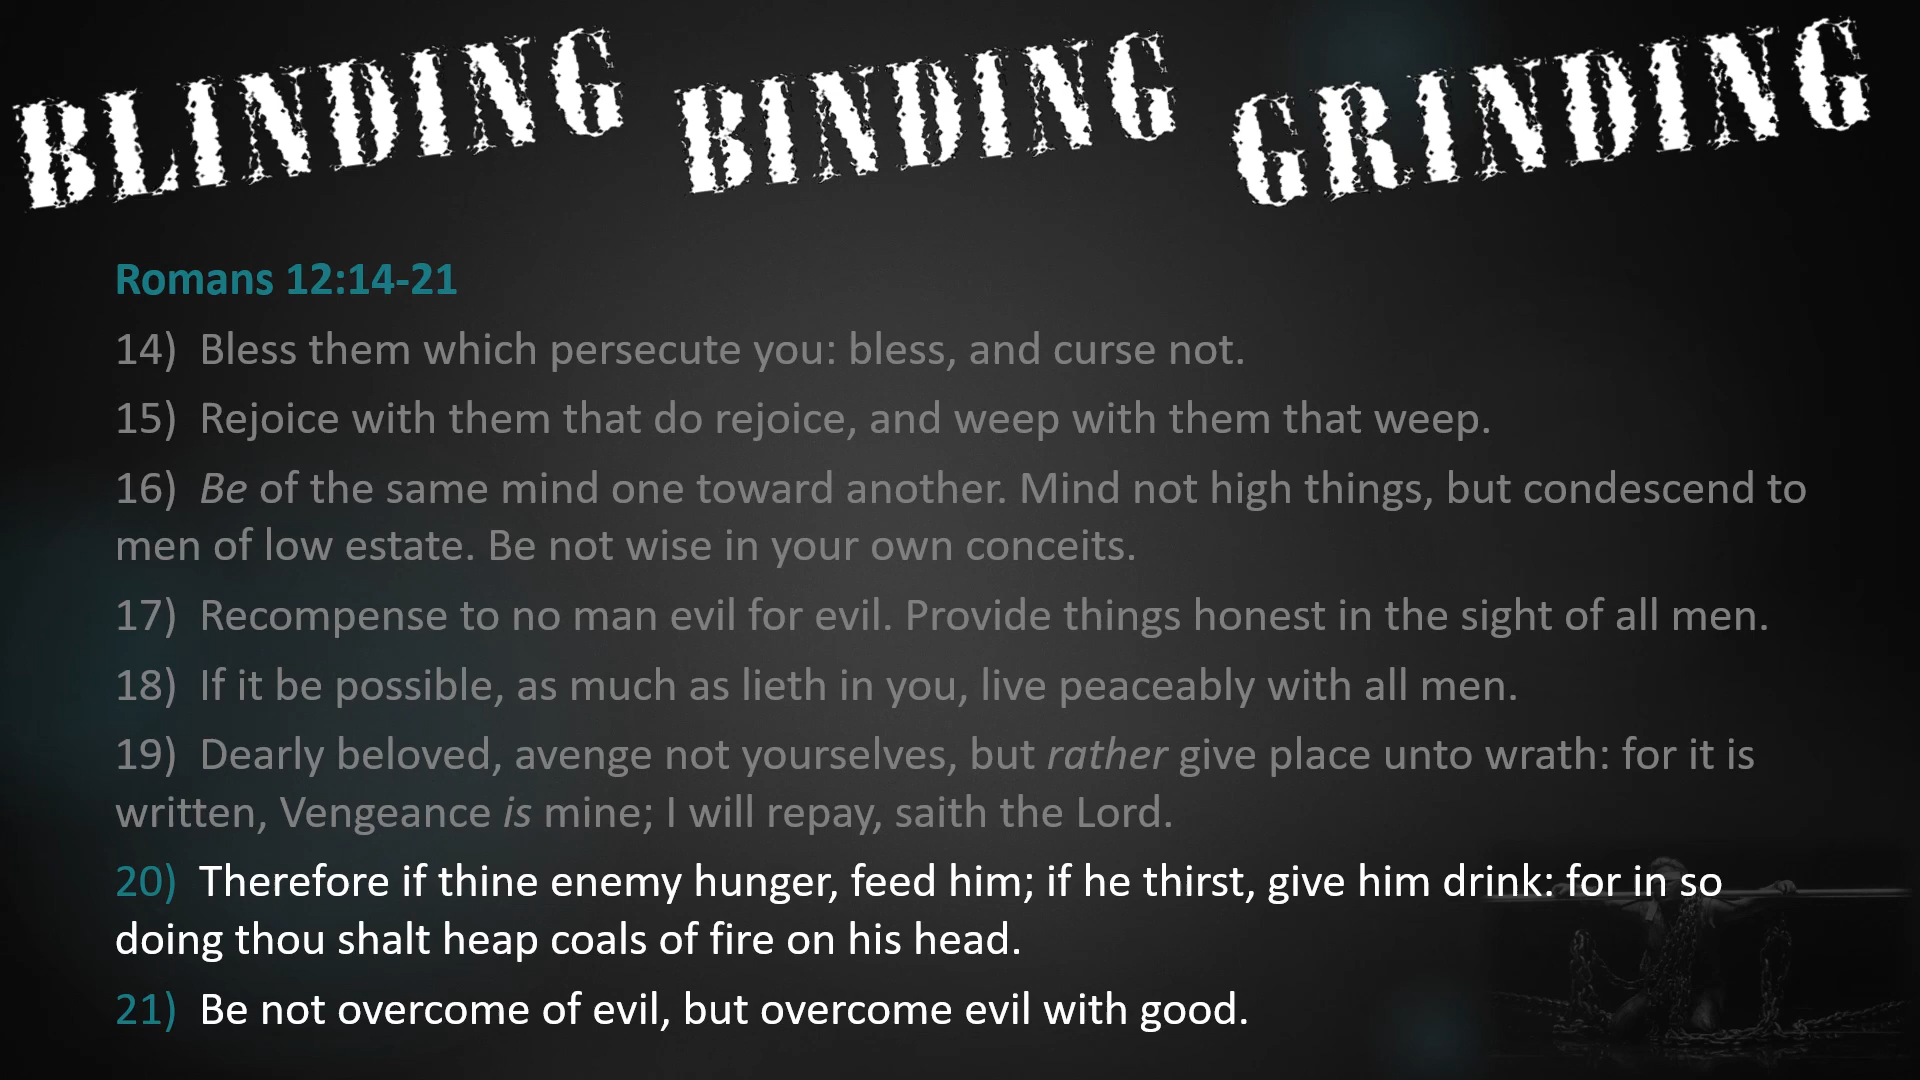 BLINDING BINDING GRINDING
Romans 12:14-21
14) Bless them which persecute you: bless, and curse not.
15) Rejoice with them that do rejoice, and weep with them that weep.
16) Be of the same mind one toward another. Mind not high things, but condescend to
men of low estate. Be not wise in your own conceits.
17) Recompense to no man evil for evil. Provide things honest in the sight of all men.
18) If it be possible, as much as lieth in you, live peaceably with all men.
19) Dearly beloved, avenge not yourselves, but rather give place unto wrath: for it is
written, Vengeance is mine; I will repay, saith the Lord.
20) Therefore if thine enemy hunger, feed him; if he thirst, give him drink: for in so
doing thou shalt heap coals of fire on his head.
21) Be not overcome of evil, but overcome evil with good.